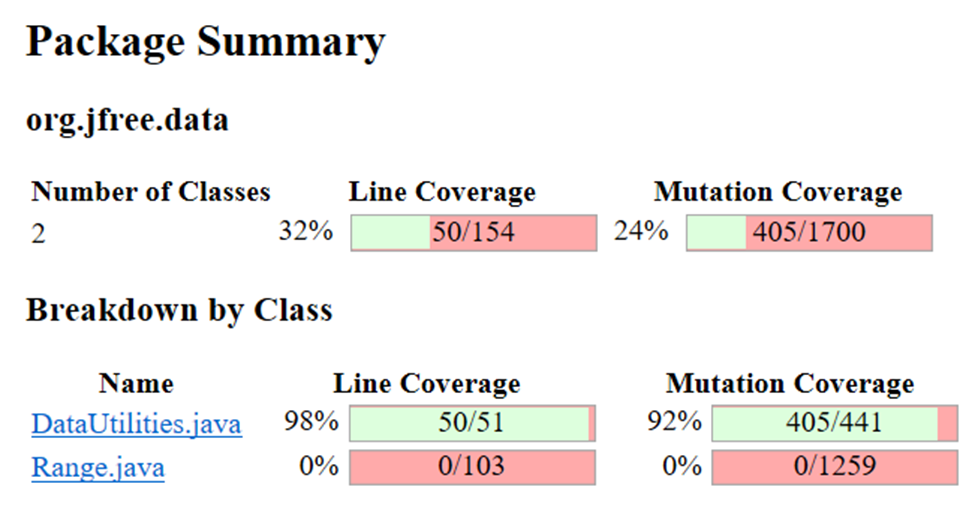 Package Summary
org.jfree.data
Number of Classes Line Coverage Mutation Coverage
2 32% 50/154 24% 405/1700
Breakdown by Class
Name Line Coverage Mutation Coverage
DataUtilities.java 98% 50/51 92% 405/441
Range.java 0% 0/103 0% 0/1259